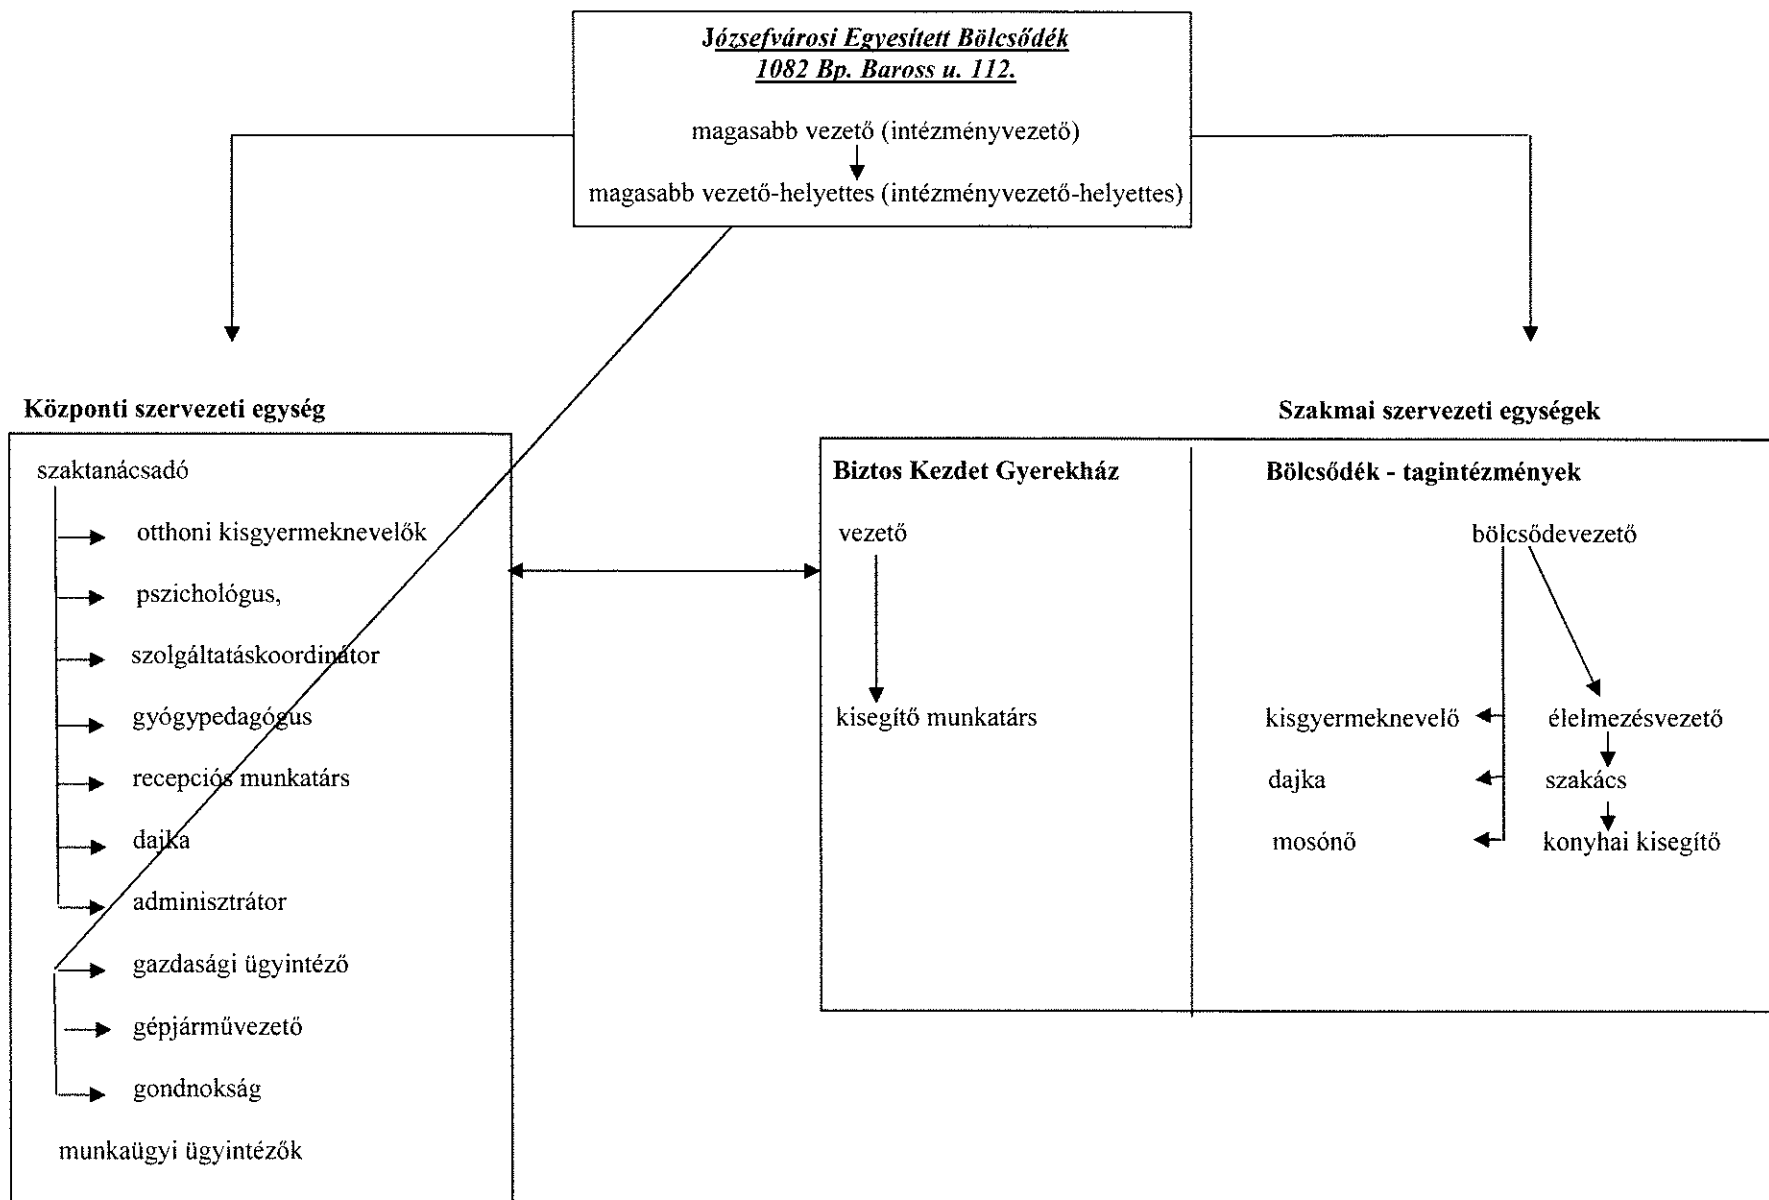 Józsefvárosi Egyesített Bölcsődék
1082 Bp. Baross u. 112.
magasabb vezető (intézményvezető)
magasabb vezető-helyettes (intézményvezető-helyettes)
Központi szervezeti egység
szaktanácsadó
otthoni kisgyermeknevelők
pszichológus,
szolgáltatáskoordinátor
gyógypedagógus
recepciós munkatárs
dajka
adminisztrátor
gazdasági ügyintéző
gépjárművezető
gondnokság
munkaügyi ügyintézők
Szakmai szervezeti egységek
Biztos Kezdet Gyerekház
vezető
kisegítő munkatárs
Bölcsődék - tagintézmények
bölcsődevezető
kisgyermeknevelő
dajka
mosónő
élelmezésvezető
szakács
konyhai kisegítő